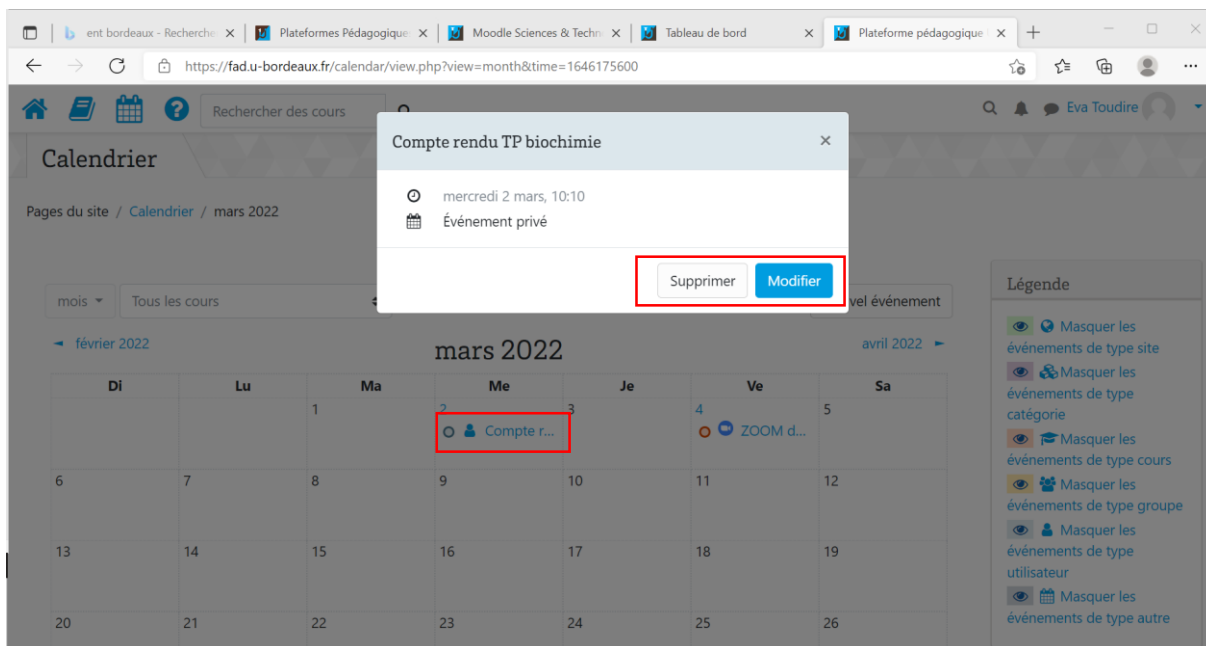 ent bordeaux - Recherche
Plateformes Pédagogique
Moodle Sciences & Techn
Tableau de bord
Plateforme pédagogique
https://fad.u-bordeaux.fr/calendar/view.php?view=month&time=1646175600
Rechercher des cours
Eva Toudire
Compte rendu TP biochimie
Calendrier
mercredi 2 mars, 10:10
Pages du site / Calendrier / mars 2022
Événement privé
Supprimer Modifier
mois Tous les cours
vel événement
février 2022 mars 2022 avril 2022
Di Lu Ma Me Je Ve Sa
1 2 3 4 5
Compte r... ZOOM d...
6 7 8 9 10 11 12
13 14 15 16 17 18 19
20 21 22 23 24 25 26
Légende
Masquer les
événements de type site
Masquer les
événements de type
catégorie
Masquer les
événements de type cours
Masquer les
événements de type groupe
Masquer les
événements de type
utilisateur
Masquer les
événements de type autre